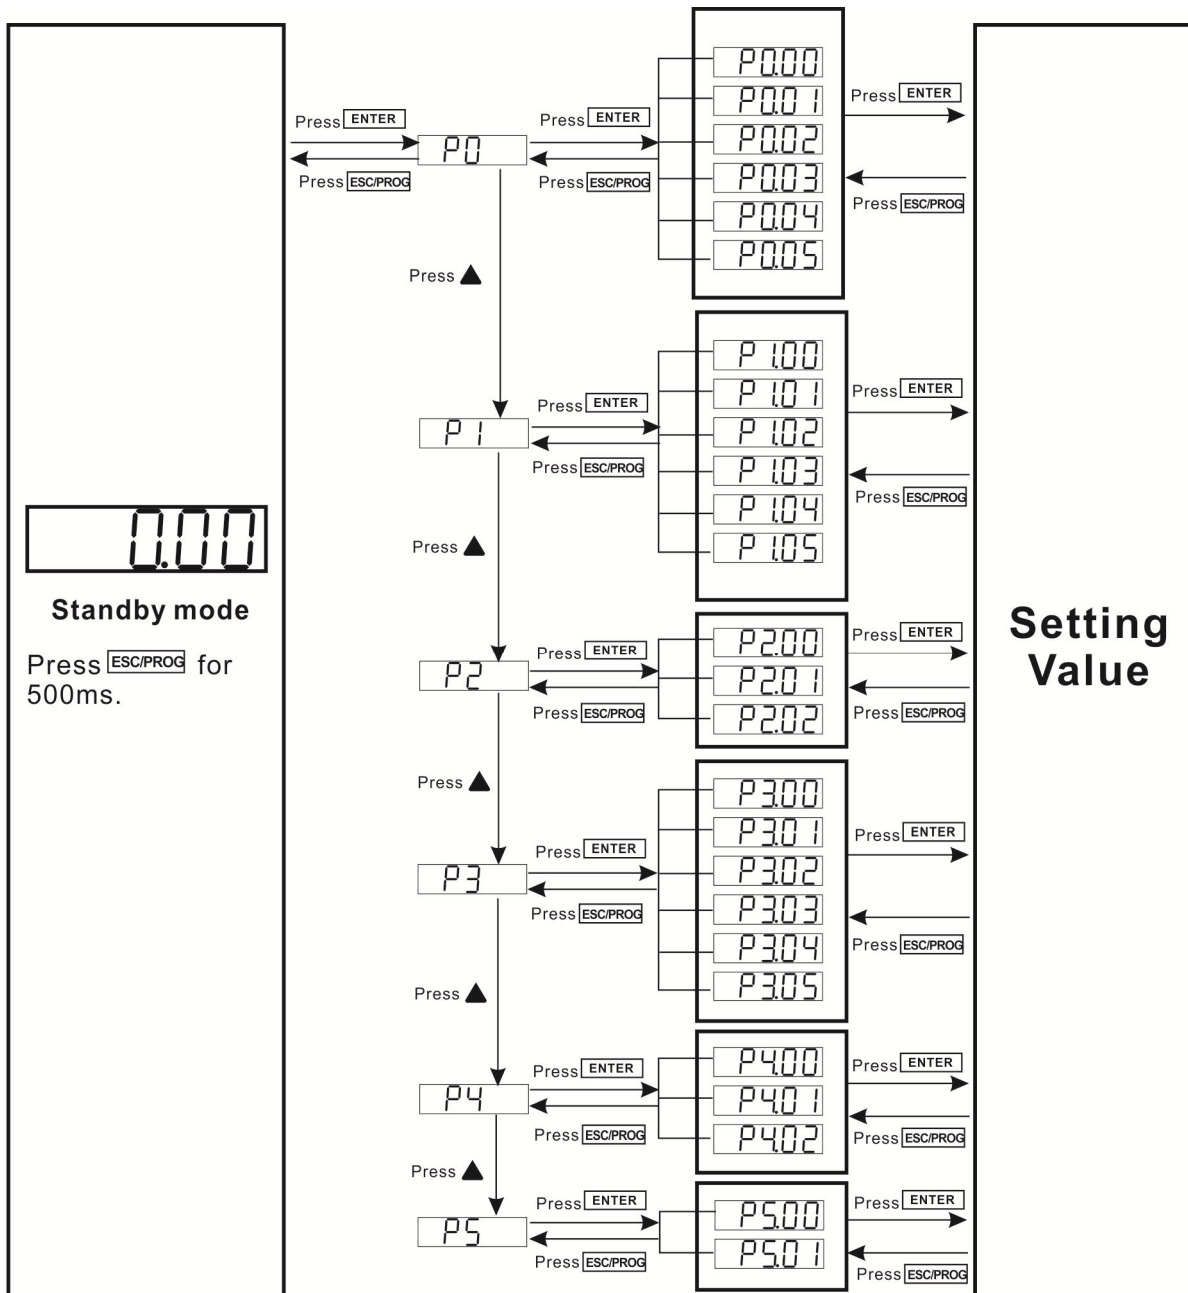 0.00
Standby mode
Press ESC/PROG for
500ms.
Press ENTER
Press ESC/PROG
P0
Press ENTER
Press ESC/PROG
P0.00
P0.01
P0.02
P0.03
P0.04
P0.05
Press ENTER
Press ESC/PROG
Press ▲
P1
Press ENTER
Press ESC/PROG
P1.00
P1.01
P1.02
P1.03
P1.04
P1.05
Press ENTER
Press ESC/PROG
Press ▲
P2
Press ENTER
Press ESC/PROG
P2.00
P2.01
P2.02
Press ENTER
Press ESC/PROG
Press ▲
P3
Press ENTER
Press ESC/PROG
P3.00
P3.01
P3.02
P3.03
P3.04
P3.05
Press ENTER
Press ESC/PROG
Press ▲
P4
Press ENTER
Press ESC/PROG
P4.00
P4.01
P4.02
Press ENTER
Press ESC/PROG
Press ▲
P5
Press ENTER
Press ESC/PROG
P5.00
P5.01
Press ENTER
Press ESC/PROG
Setting
Value